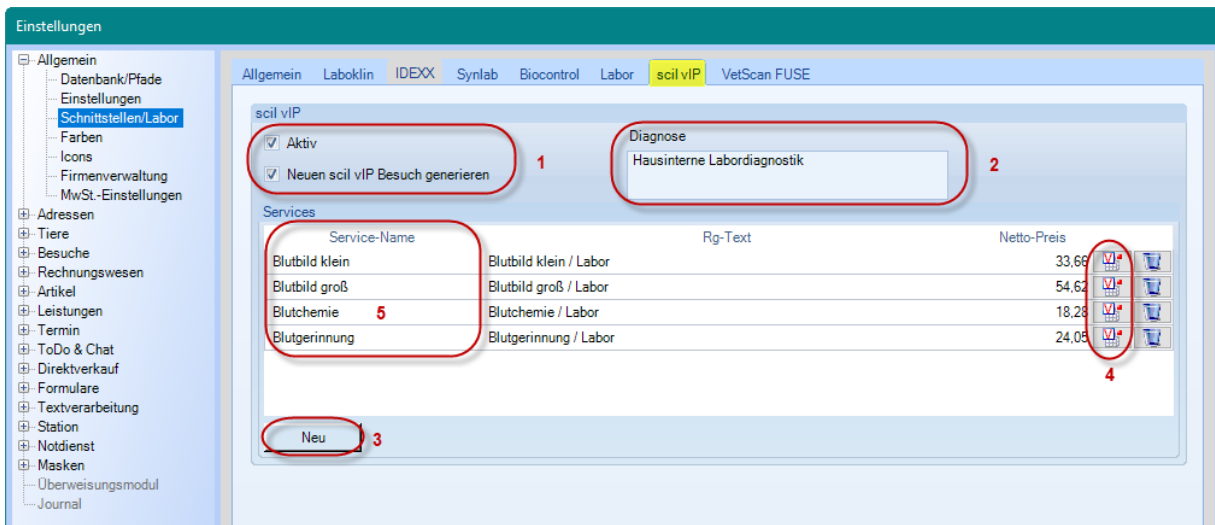 Einstellungen
Allgemein
Datenbank/Pfade
Einstellungen
Schnittstellen/Labor
Farben
Icons
Firmenverwaltung
MwSt.-Einstellungen
Adressen
Tiere
Besuche
Rechnungswesen
Artikel
Leistungen
Termin
ToDo & Chat
Direktverkauf
Formulare
Textverarbeitung
Station
Notdienst
Masken
Überweisungsmodul
Journal
Allgemein Laboklin IDEXX Synlab Biocontrol Labor scil vIP VetScan FUSE
scil vIP
Aktiv
Neuen scil vIP Besuch generieren
1
Diagnose
Hausinterne Labordiagnostik
2
Services
Service-Name Rg-Text Netto-Preis
Blutbild klein Blutbild klein / Labor 33,66
Blutbild groß Blutbild groß / Labor 54,62
Blutchemie 5 Blutchemie / Labor 18,28
Blutgerinnung Blutgerinnung / Labor 24,05
4
Neu 3